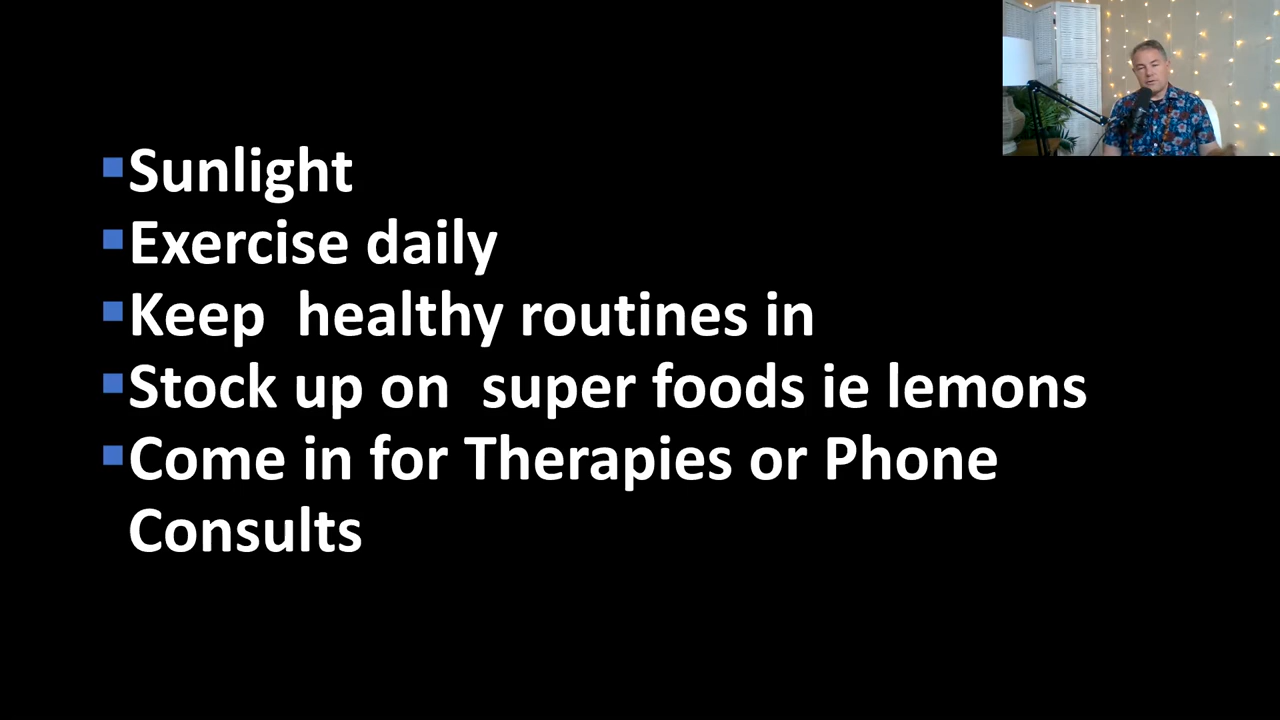 ▪Sunlight
▪Exercise daily
▪Keep  healthy routines in
▪Stock up on  super foods ie lemons
▪Come in for Therapies or Phone
Consults